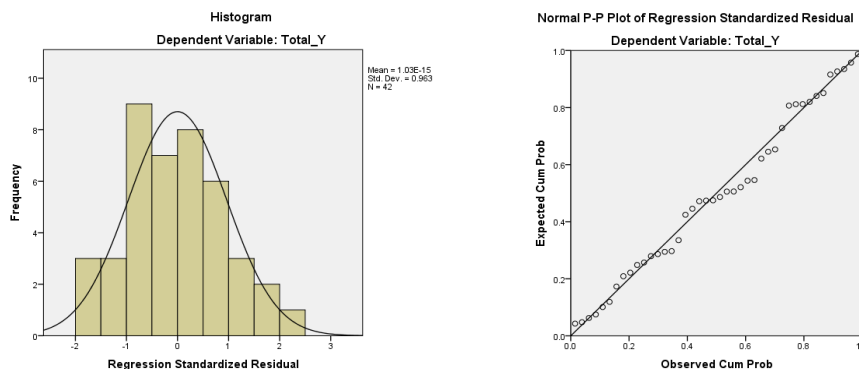 Histogram
Dependent Variable: Total_Y
Mean = 1.03E-15
Std. Dev. = 0.963
N = 42
10
8
6
4
2
0
Frequency
-2 -1 0 1 2 3
Regression Standardized Residual
Normal P-P Plot of Regression Standardized Residual
Dependent Variable: Total_Y
1.0
0.8
0.6
0.4
0.2
0.0
Expected Cum Prob
0.0 0.2 0.4 0.6 0.8
Observed Cum Prob